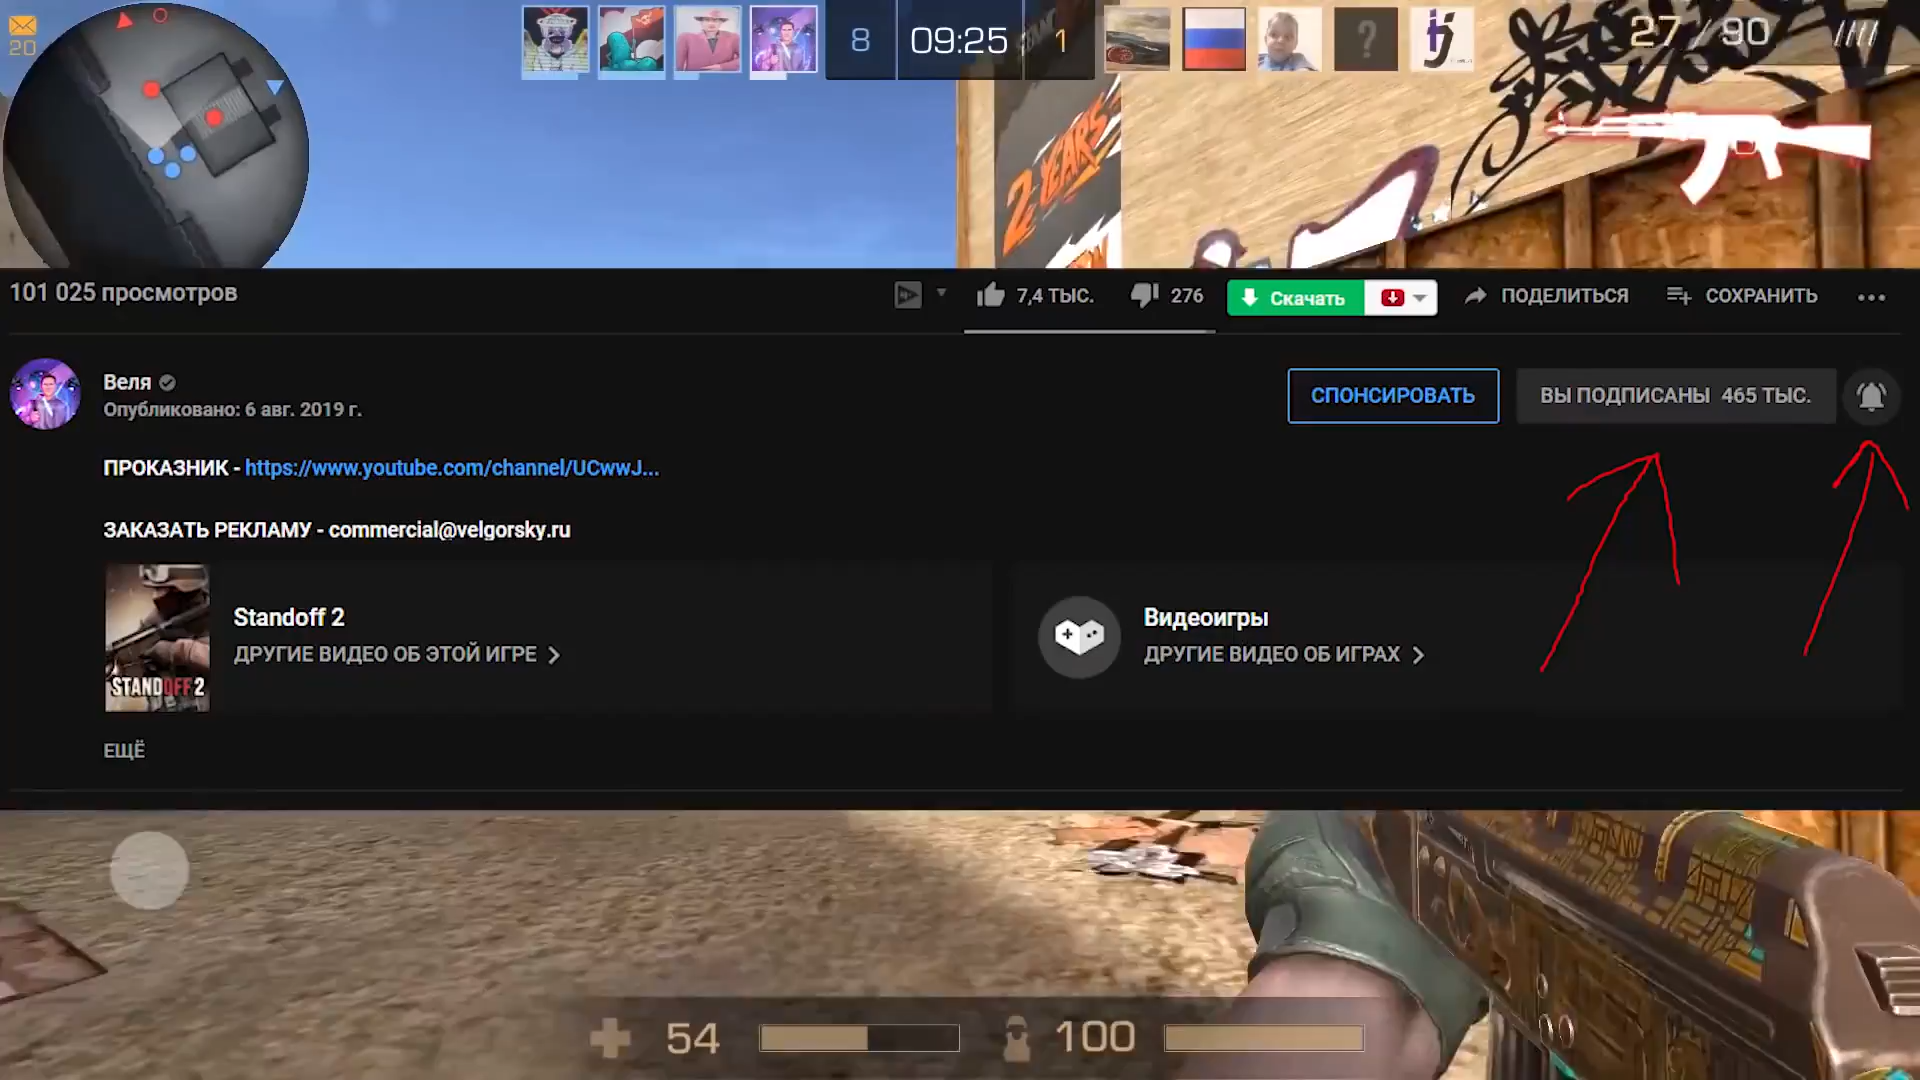 20
8
09:25
1
27 / 90
2 YEARS
101 025 просмотров
7,4 ТЫС.
276
Скачать
ПОДЕЛИТЬСЯ
СОХРАНИТЬ
Веля
Опубликовано: 6 авг. 2019 г.
СПОНСИРОВАТЬ
ВЫ ПОДПИСАНЫ 465 ТЫС.
ПРОКАЗНИК - https://www.youtube.com/channel/UCwwJ...
ЗАКАЗАТЬ РЕКЛАМУ - commercial@velgorsky.ru
Standoff 2
ДРУГИЕ ВИДЕО ОБ ЭТОЙ ИГРЕ
STANDOFF 2
Видеоигры
ДРУГИЕ ВИДЕО ОБ ИГРАХ
ЕЩЁ
54
100